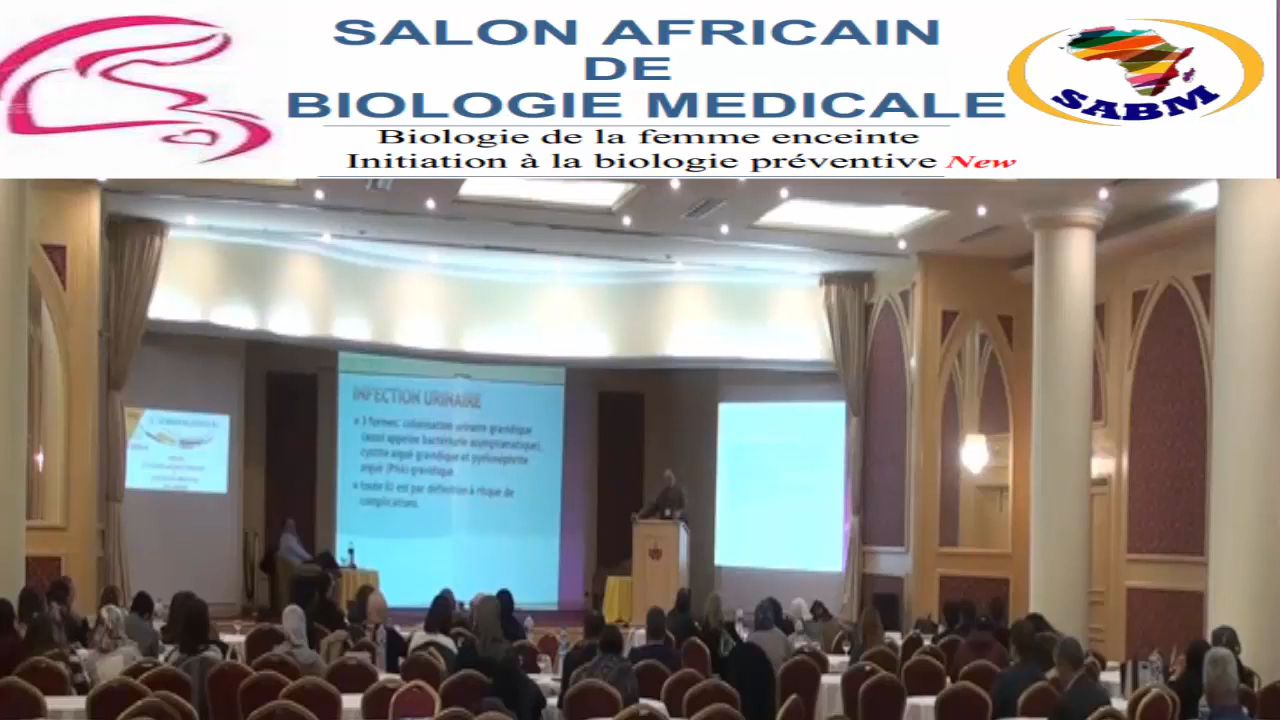 SALON AFRICAIN
DE
BIOLOGIE MEDICALE
Biologie de la femme enceinte
Initiation à la biologie préventive New
SABM
INFECTION URINAIRE
3 formes: colonisation urinaire gravidique
(aussi appelée bactériurie asymptomatique),
cystite aiguë gravidique et pyélonéphrite
aiguë (PNA) gravidique
toute IU est par définition à risque de
complications.